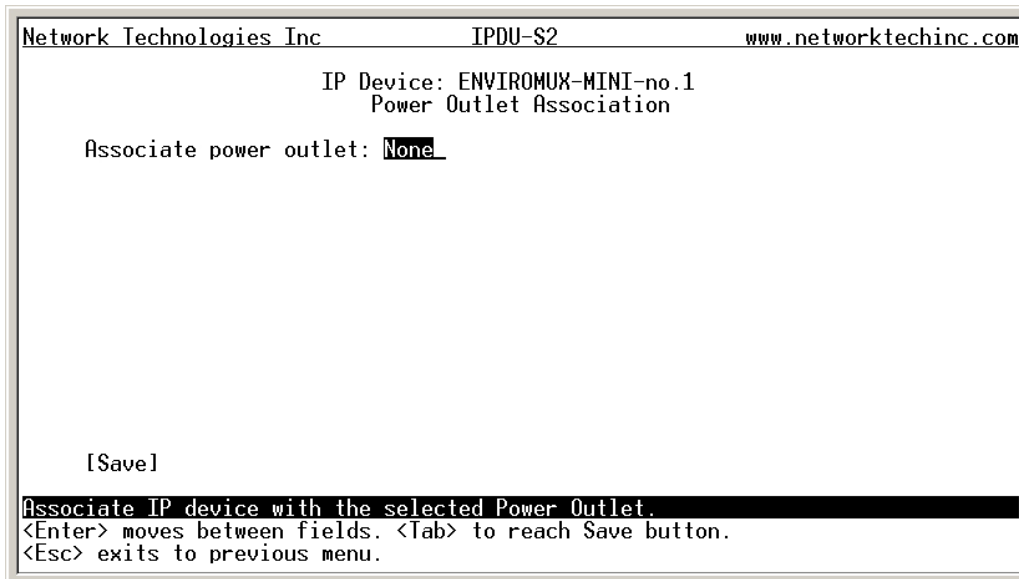 Network Technologies Inc IPDU-S2 www.networktechinc.com
IP Device: ENVIROMUX-MINI-no.1
Power Outlet Association
Associate power outlet: None_
[Save]
Associate IP device with the selected Power Outlet.
<Enter> moves between fields. <Tab> to reach Save button.
<Esc> exits to previous menu.